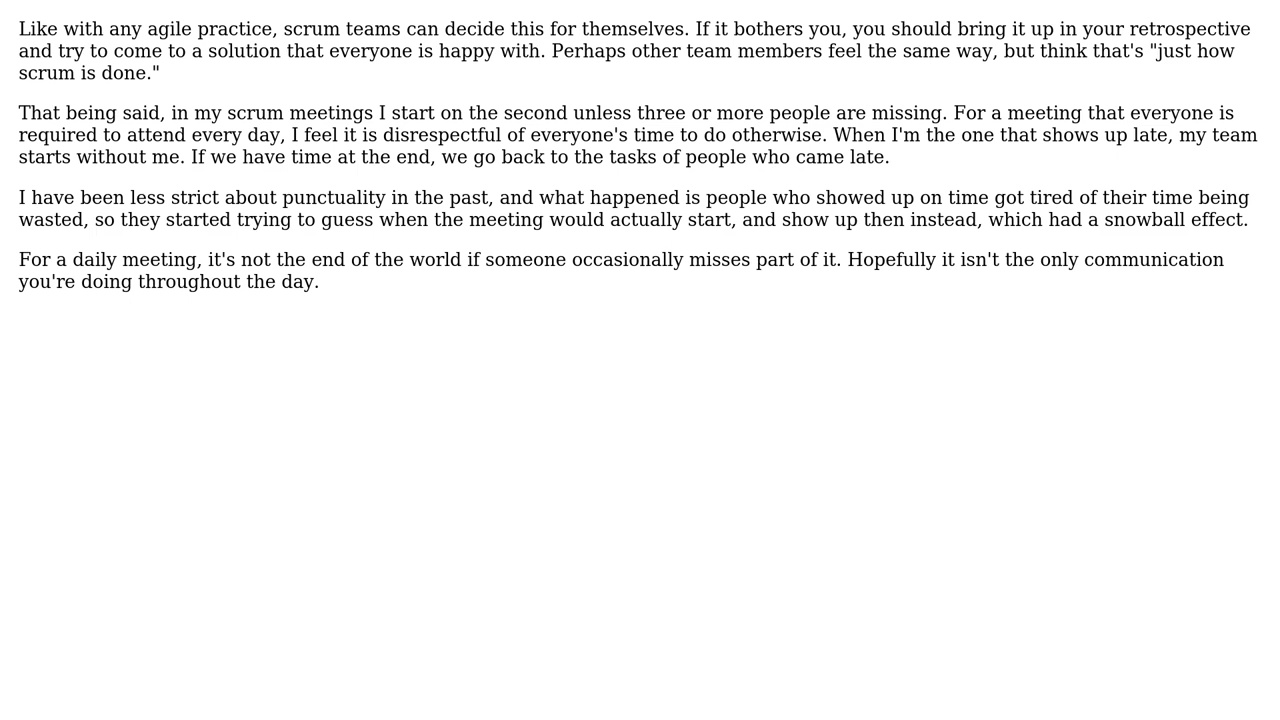 Like with any agile practice, scrum teams can decide this for themselves. If it bothers you, you should bring it up in your retrospective
and try to come to a solution that everyone is happy with. Perhaps other team members feel the same way, but think that's "just how
scrum is done."
That being said, in my scrum meetings I start on the second unless three or more people are missing. For a meeting that everyone is
required to attend every day, I feel it is disrespectful of everyone's time to do otherwise. When I'm the one that shows up late, my team
starts without me. If we have time at the end, we go back to the tasks of people who came late.
I have been less strict about punctuality in the past, and what happened is people who showed up on time got tired of their time being
wasted, so they started trying to guess when the meeting would actually start, and show up then instead, which had a snowball effect.
For a daily meeting, it's not the end of the world if someone occasionally misses part of it. Hopefully it isn't the only communication
you're doing throughout the day.